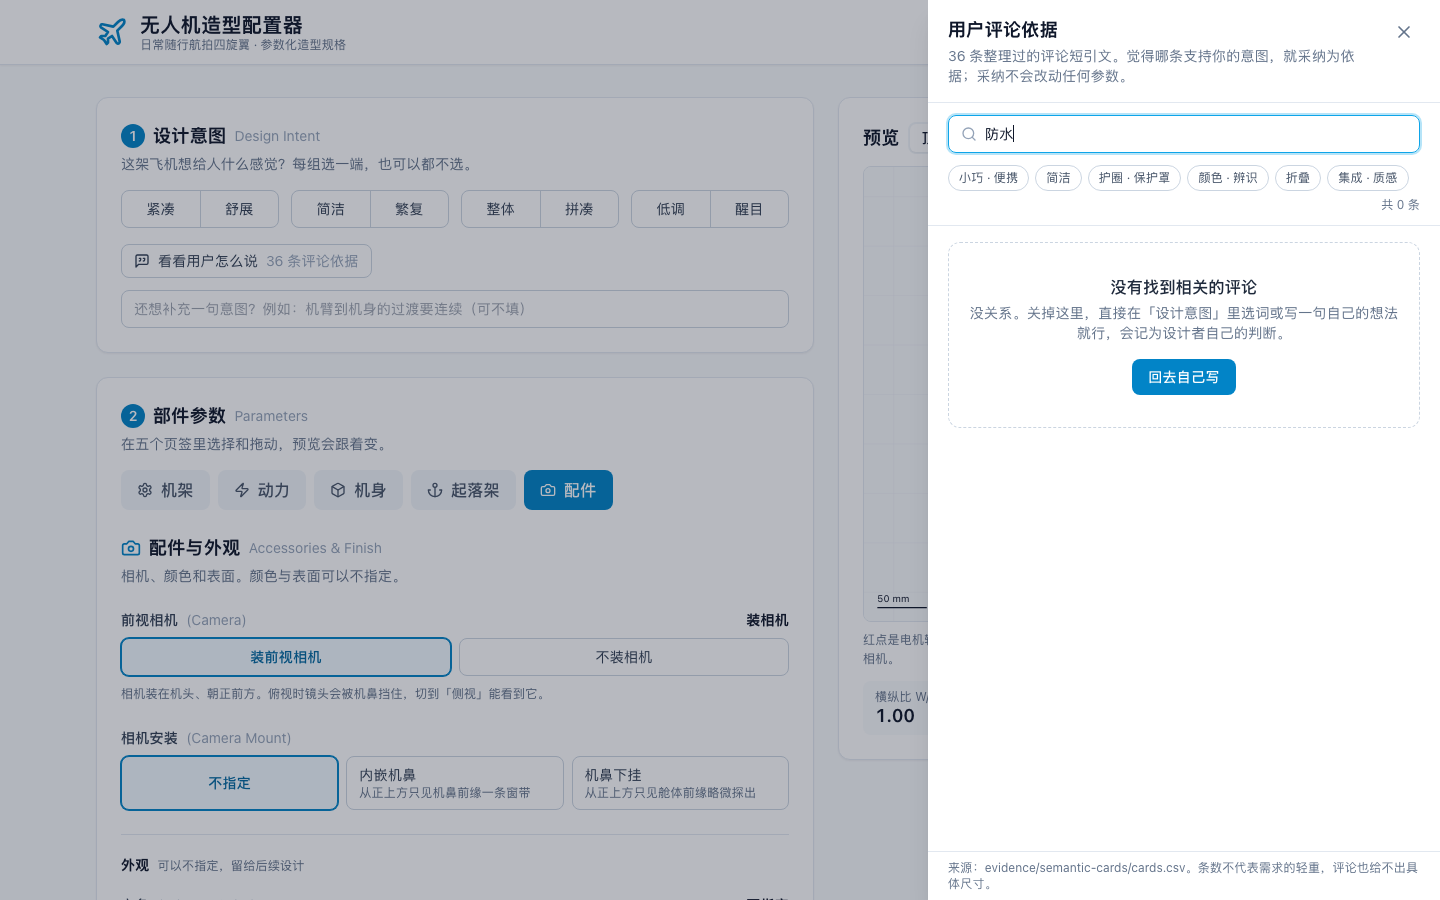 无人机造型配置器
日常随行航拍四旋翼 · 参数化造型规格
1 设计意图 Design Intent
这架飞机想给人什么感觉？每组选一端，也可以都不选。
紧凑 舒展 简洁 繁复 整体 拼凑 低调 醒目
看看用户怎么说 36 条评论依据
还想补充一句意图？例如：机臂到机身的过渡要连续（可不填）
2 部件参数 Parameters
在五个页签里选择和拖动，预览会跟着变。
机架 动力 机身 起落架 配件
配件与外观 Accessories & Finish
相机、颜色和表面。颜色与表面可以不指定。
前视相机 (Camera) 装相机
装前视相机 不装相机
相机装在机头、朝正前方。俯视时镜头会被机鼻挡住，切到「侧视」能看到它。
相机安装 (Camera Mount)
不指定
内嵌机鼻
从正上方只见机鼻前缘一条窗带
机鼻下挂
从正上方只见舱体前缘略微探出
外观 可以不指定，留给后续设计
预览
50 mm
红点是电机
相机。
横纵比 W/
1.00
用户评论依据
36 条整理过的评论短引文。觉得哪条支持你的意图，就采纳为依
据；采纳不会改动任何参数。
防水
小巧 · 便携 简洁 护圈 · 保护罩 颜色 · 辨识 折叠 集成 · 质感
共 0 条
没有找到相关的评论
没关系。关掉这里，直接在「设计意图」里选词或写一句自己的想法
就行，会记为设计者自己的判断。
回去自己写
来源：evidence/semantic-cards/cards.csv。条数不代表需求的轻重，评论也给不出具
体尺寸。